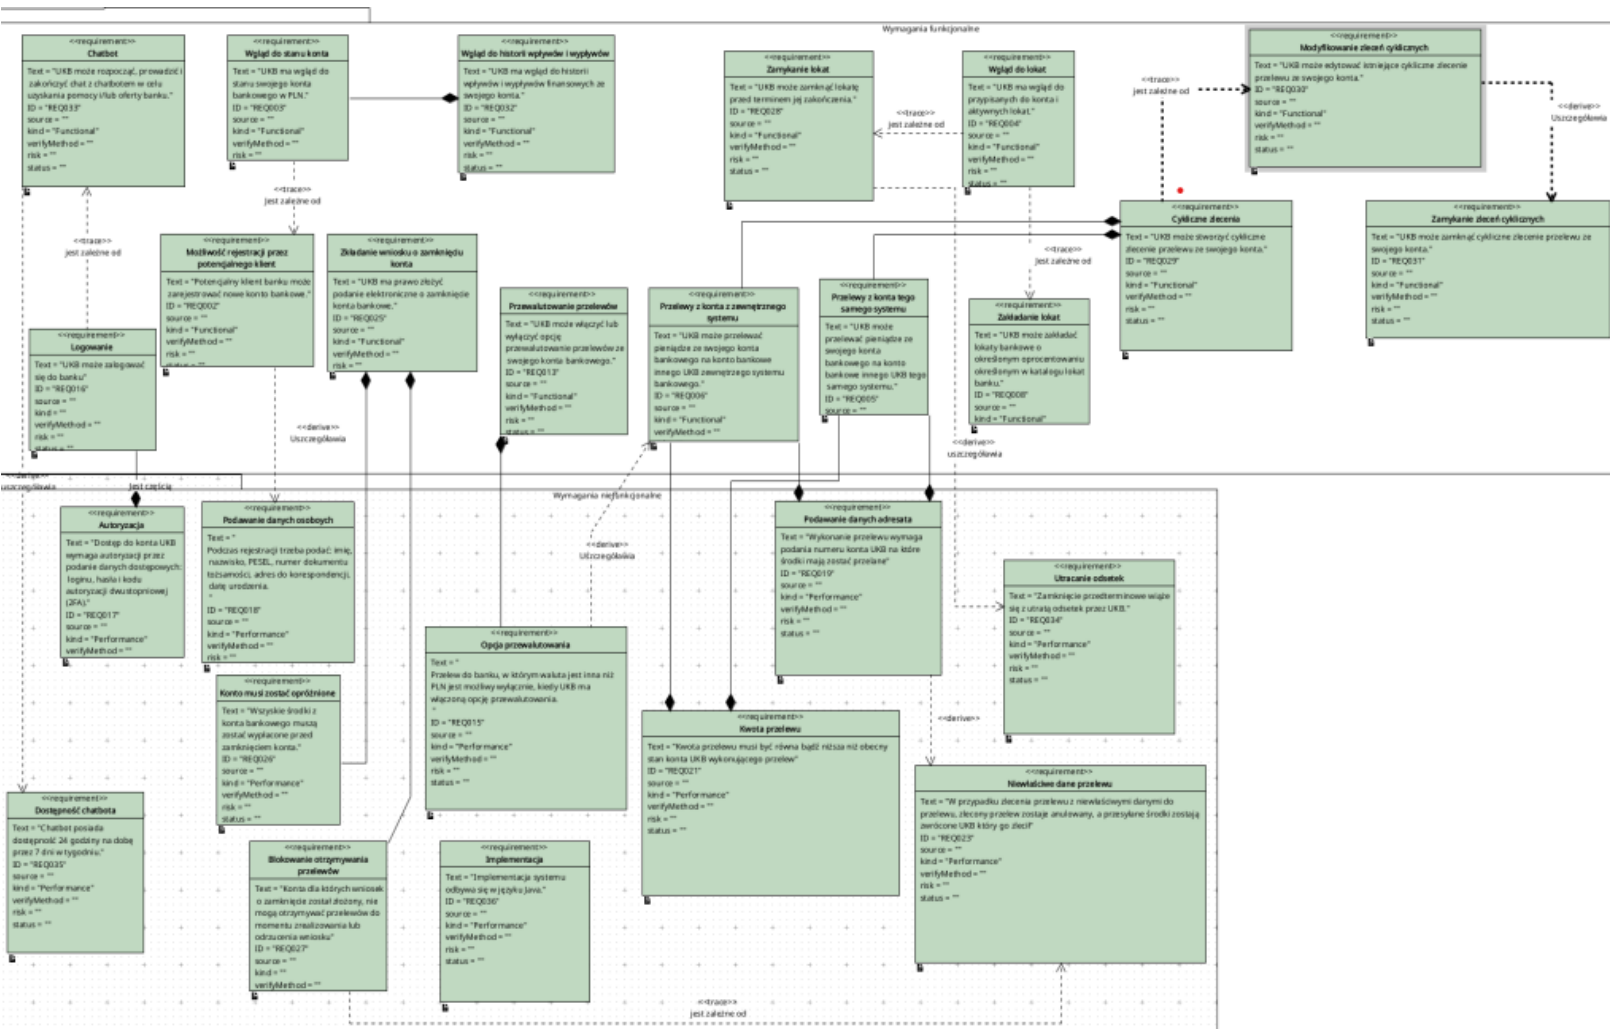 Wymagania funkcjonalne
<<requirement>>
Chatbot
Text = "UKB może rozpocząć, prowadzić i
zakończyć chat z chatbotem w celu
uzyskania pomocy i/lub oferty banku."
ID = "REQ033"
source = ""
kind = "Functional"
verifyMethod = ""
risk = ""
status = ""
<<requirement>>
Wgląd do stanu konta
Text = "UKB ma wgląd do
stanu swojego konta
bankowego w PLN."
ID = "REQ003"
source = ""
kind = "Functional"
verifyMethod = ""
risk = ""
<<requirement>>
Wgląd do historii wpływów i wypływów
Text = "UKB ma wgląd do historii
wpływów i wypływów finansowych ze
swojego konta."
ID = "REQ032"
source = ""
kind = "Functional"
verifyMethod = ""
risk = ""
status = ""
<<requirement>>
Zamykanie lokat
Text = "UKB może zamknąć lokatę
przed terminem jej zakończenia."
ID = "REQ028"
source = ""
kind = "Functional"
verifyMethod = ""
risk = ""
status = ""
<<trace>>
jest zależne od
<<requirement>>
Wgląd do lokat
Text = "UKB ma wgląd do
przypisanych do konta i
aktywnych lokat."
ID = "REQ004"
source = ""
kind = "Functional"
verifyMethod = ""
risk = ""
status = ""
<<trace>>
jest zależne od
<<requirement>>
Modyfikowanie zleceń cyklicznych
Text = "UKB może edytować istniejące cykliczne zlecenie
przelewu ze swojego konta."
ID = "REQ030"
source = ""
kind = "Functional"
verifyMethod = ""
risk = ""
status = ""
<<derive>>
Uszczegóławia
<<trace>>
Jest zależne od
<<trace>>
jest zależne od
<<requirement>>
Logowanie
Text = "UKB może zalogować
się do banku"
ID = "REQ016"
source = ""
kind = ""
verifyMethod = ""
risk = ""
status = ""
<<requirement>>
Możliwość rejestracji przez
potencjalnego klient
Text = "Potencjalny klient banku może
zarejestrować nowe konto bankowe."
ID = "REQ002"
source = ""
kind = "Functional"
verifyMethod = ""
risk = ""
status = ""
<<requirement>>
Zkładanie wniosku o zamknięciu
konta
Text = "UKB ma prawo złożyć
podanie elektroniczne o zamknięcie
konta bankowe."
ID = "REQ025"
source = ""
kind = "Functional"
verifyMethod = ""
risk = ""
<<requirement>>
Przewalutowanie przelewów
Text = "UKB może włączyć lub
wyłączyć opcję
przewalutowanie przelewów ze
swojego konta bankowego."
ID = "REQ013"
source = ""
kind = "Functional"
verifyMethod = ""
risk = ""
status = ""
<<requirement>>
Przelewy z konta z zewnętrznego
systemu
Text = "UKB może przelewać
pieniądze ze swojego konta
bankowego na konto bankowe
innego UKB zewnętrznego systemu
bankowego."
ID = "REQ006"
source = ""
kind = "Functional"
verifyMethod = ""
<<requirement>>
Przelewy z konta tego
samego systemu
Text = "UKB może
przelewać pieniądze ze
swojego konta
bankowego na konto
bankowe innego UKB tego
samego systemu."
ID = "REQ005"
source = ""
<<trace>>
Jest zależne od
<<requirement>>
Zakładanie lokat
Text = "UKB może zakładać
lokaty bankowe o
określonym oprocentowaniu
określonym w katalogu lokat
banku."
ID = "REQ008"
source = ""
kind = "Functional"
<<requirement>>
Cykliczne zlecenia
Text = "UKB może stworzyć cykliczne
zlecenie przelewu ze swojego konta."
ID = "REQ029"
source = ""
kind = "Functional"
verifyMethod = ""
risk = ""
status = ""
<<requirement>>
Zamykanie zleceń cyklicznych
Text = "UKB może zamknąć cykliczne zlecenie przelewu ze
swojego konta."
ID = "REQ031"
source = ""
kind = "Functional"
verifyMethod = ""
risk = ""
status = ""
<<derive>>
Uszczegóławia
<<derive>>
uszczegóławia
<<derive>>
uszczegóławia
Jest częścią
Wymagania niefunkcjonalne
<<requirement>>
Autoryzacja
Text = "Dostęp do konta UKB
wymaga autoryzacji przez
podanie danych dostępowych:
loginu, hasła i kodu
autoryzacji dwustopniowej
(2FA)."
ID = "REQ017"
source = ""
kind = "Performance"
verifyMethod = ""
<<requirement>>
Podawanie danych osoboych
Text = "
Podczas rejestracji trzeba podać: imię,
nazwisko, PESEL, numer dokumentu
tożsamości, adres do korespondencji,
datę urodzenia.
"
ID = "REQ018"
source = ""
kind = "Performance"
verifyMethod = ""
risk = ""
<<derive>>
Uszczegóławia
<<requirement>>
Podawanie danych adresata
Text = "Wykonanie przelewu wymaga
podania numeru konta UKB na które
środki mają zostać przelane"
ID = "REQ019"
source = ""
kind = "Performance"
verifyMethod = ""
risk = ""
status = ""
<<requirement>>
Utracanie odsetek
Text = "Zamknięcie przedterminowe wiąże
się z utratą odsetek przez UKB."
ID = "REQ034"
source = ""
kind = "Performance"
verifyMethod = ""
risk = ""
status = ""
<<requirement>>
Konto musi zostać opróżnione
Text = "Wszyskie środki z
konta bankowego muszą
zostać wypłacone przed
zamknięciem konta."
ID = "REQ026"
source = ""
kind = "Performance"
verifyMethod = ""
risk = ""
status = ""
<<requirement>>
Opcja przewalutowania
Text = "
Przelew do banku, w którym waluta jest inna niż
PLN jest możliwy wyłącznie, kiedy UKB ma
włączoną opcję przewalutowania.
"
ID = "REQ015"
source = ""
kind = "Performance"
verifyMethod = ""
risk = ""
status = ""
<<requirement>>
Kwota przelewu
Text = "Kwota przelewu musi być równa bądź niższa niż obecny
stan konta UKB wykonującego przelew"
ID = "REQ021"
source = ""
kind = "Performance"
verifyMethod = ""
risk = ""
status = ""
<<derive>>
<<requirement>>
Niewłaściwe dane przelewu
Text = "W przypadku zlecenia przelewu z niewłaściwymi danymi do
przelewu, zlecony przelew zostaje anulowany, a przesyłane środki zostają
zwrócone UKB który go zlecił"
ID = "REQ023"
source = ""
kind = "Performance"
verifyMethod = ""
risk = ""
status = ""
<<requirement>>
Dostępność chatbota
Text = "Chatbot posiada
dostępność 24 godziny na dobę
przez 7 dni w tygodniu."
ID = "REQ035"
source = ""
kind = "Performance"
verifyMethod = ""
risk = ""
status = ""
<<requirement>>
Blokowanie otrzymywania
przelewów
Text = "Konta dla których wniosek
o zamknięcie został złożony, nie
mogą otrzymywać przelewów do
momentu zrealizowania lub
odrzucenia wniosku"
ID = "REQ027"
source = ""
kind = ""
verifyMethod = ""
<<requirement>>
Implementacja
Text = "Implementacja systemu
odbywa się w języku Java."
ID = "REQ036"
source = ""
kind = "Performance"
verifyMethod = ""
risk = ""
status = ""
<<trace>>
jest zależne od